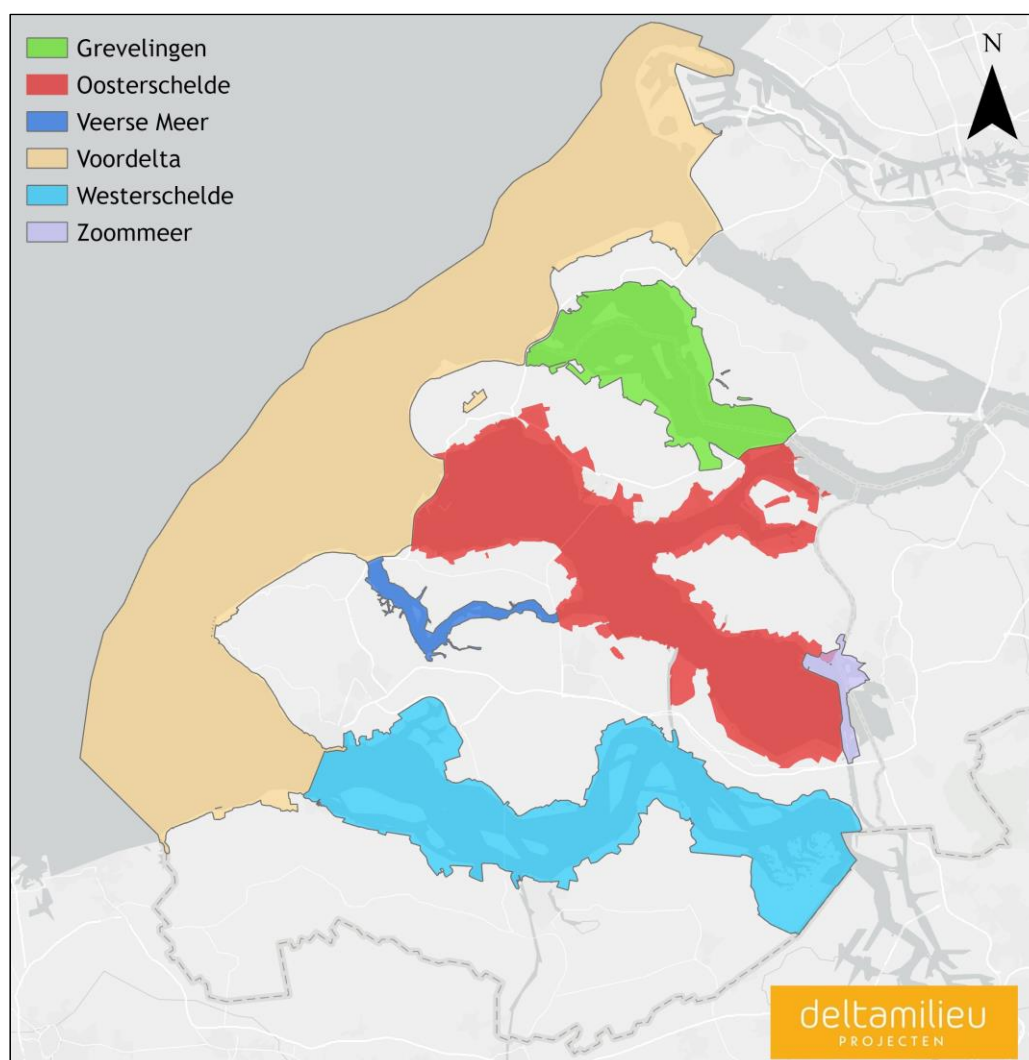 Grevelingen
Oosterschelde
Veerse Meer
Voordelta
Westerschelde
Zoommeer
N
deltamilieu
PROJECTEN